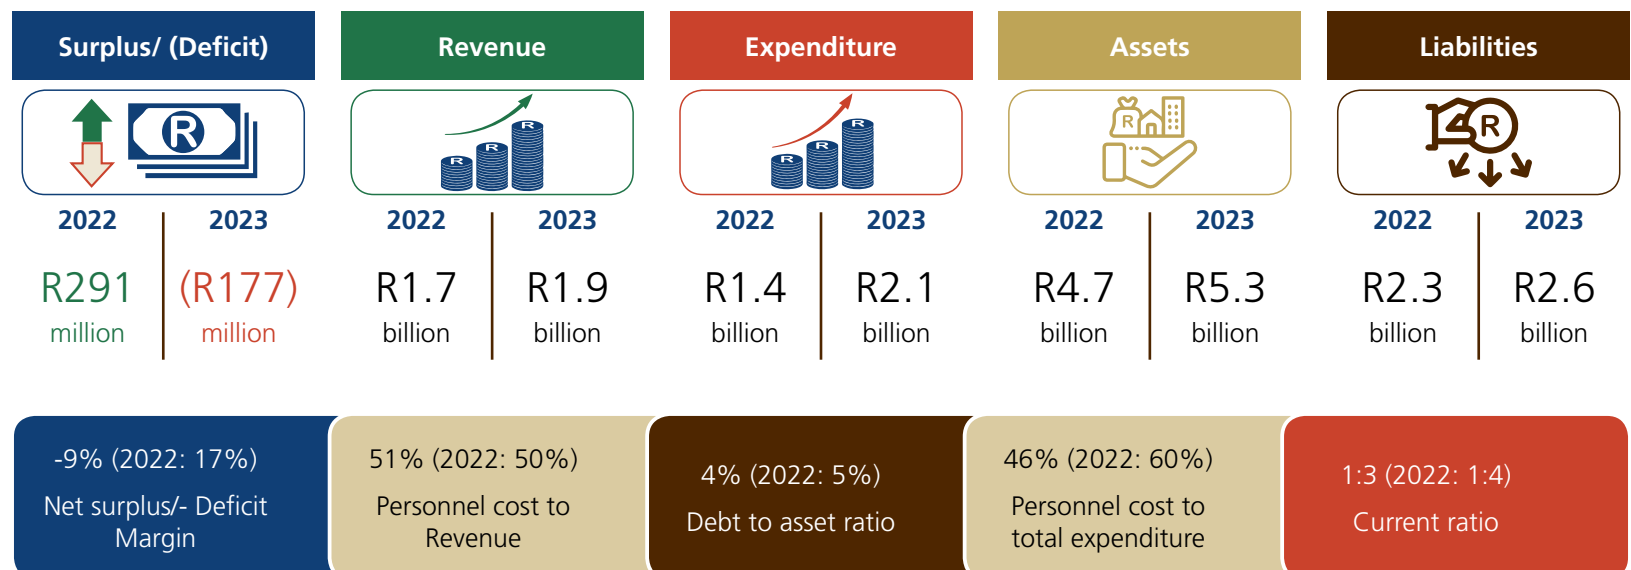 Surplus/ (Deficit)
Revenue
Expenditure
Assets
Liabilities
R
R
R
R
R
R
R
R
R
2022 2023
2022 2023
2022 2023
2022 2023
2022 2023
R291 (R177)
million million
R1.7 R1.9
billion billion
R1.4 R2.1
billion billion
R4.7 R5.3
billion billion
R2.3 R2.6
billion billion
-9% (2022: 17%)
Net surplus/- Deficit
Margin
51% (2022: 50%)
Personnel cost to
Revenue
4% (2022: 5%)
Debt to asset ratio
46% (2022: 60%)
Personnel cost to
total expenditure
1:3 (2022: 1:4)
Current ratio